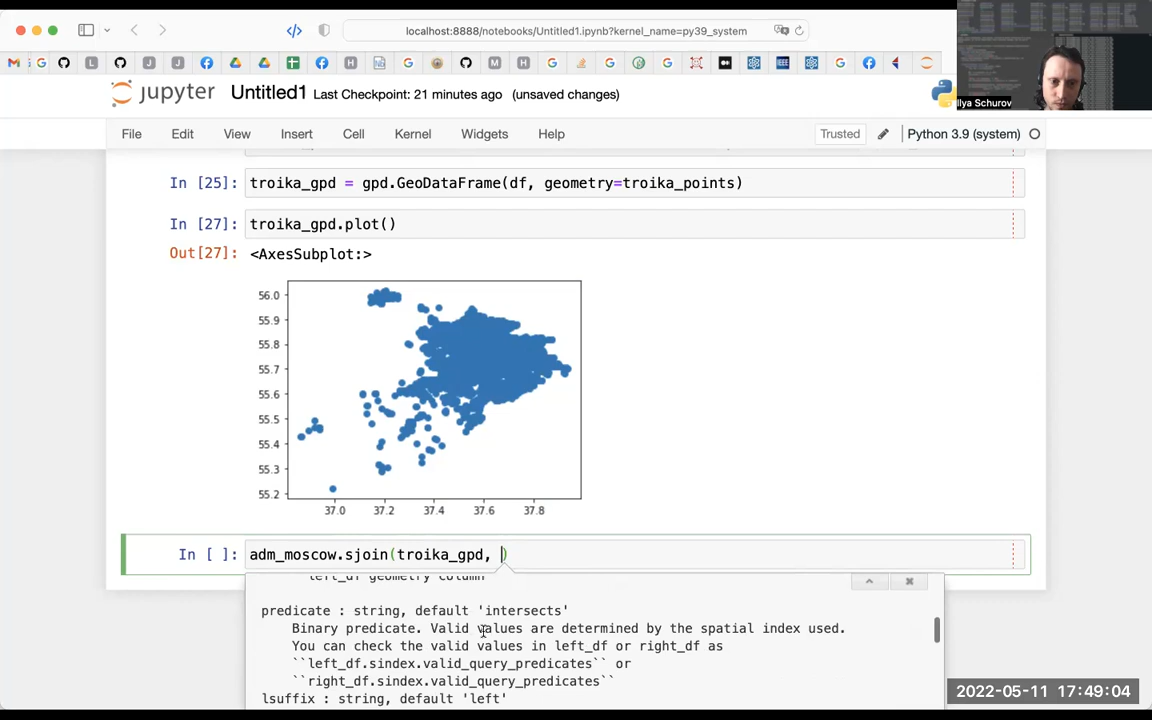 localhost:8888/notebooks/Untitled1.ipynb?kernel_name=py39_system
Ilya Schurov
jupyter Untitled1 Last Checkpoint: 21 minutes ago (unsaved changes)
File Edit View Insert Cell Kernel Widgets Help Trusted Python 3.9 (system)
In [25]: troika_gpd = gpd.GeoDataFrame(df, geometry=troika_points)
In [27]: troika_gpd.plot()
Out[27]: <AxesSubplot:>
56.0
55.9
55.8
55.7
55.6
55.5
55.4
55.3
55.2
37.0 37.2 37.4 37.6 37.8
In [ ]: adm_moscow.sjoin(troika_gpd, )
left_df geometry column
predicate : string, default 'intersects'
Binary predicate. Valid values are determined by the spatial index used.
You can check the valid values in left_df or right_df as
``left_df.sindex.valid_query_predicates`` or
``right_df.sindex.valid_query_predicates``
lsuffix : string, default 'left'
2022-05-11 17:49:04